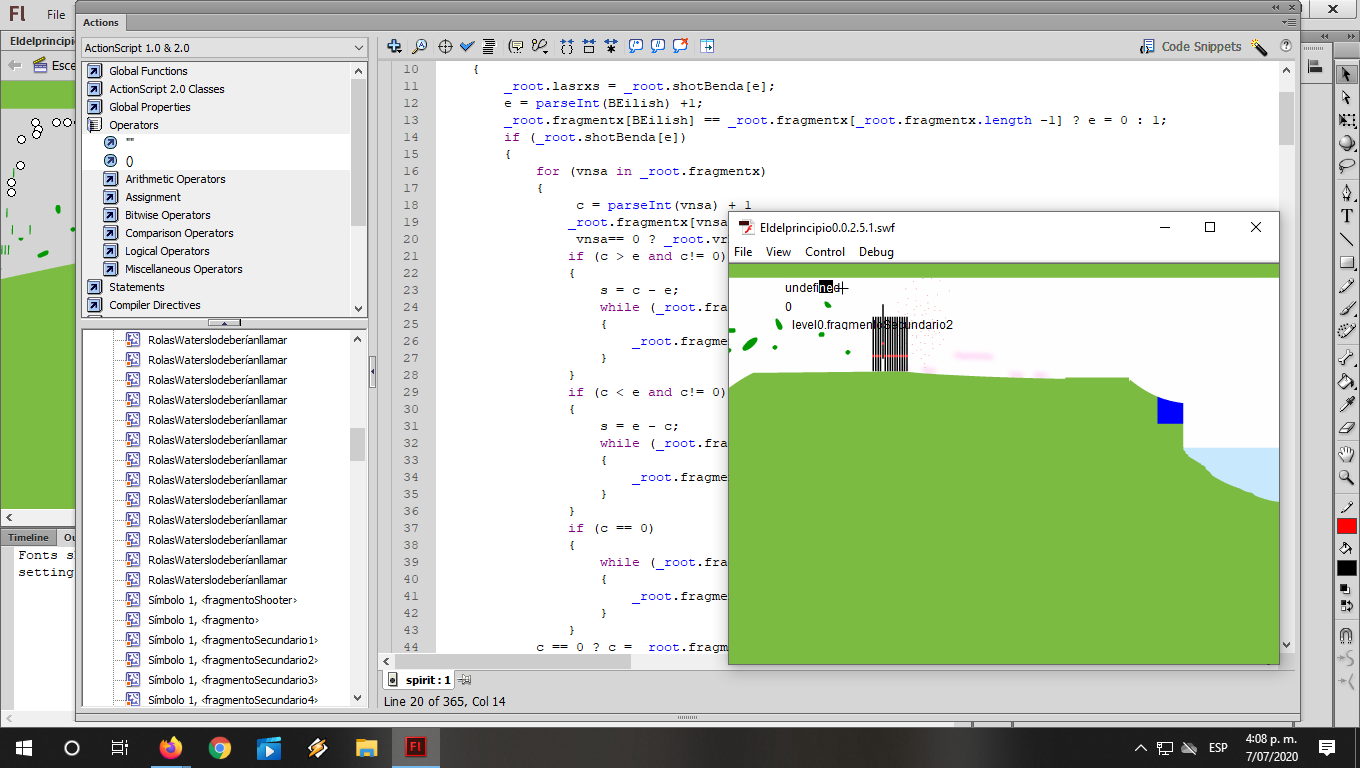 Fl File
Actions
Eldelprincipio
ActionScript 1.0 & 2.0
Code Snippets
Esce
Global Functions
ActionScript 2.0 Classes
Global Properties
Operators
""
()
Arithmetic Operators
Assignment
Bitwise Operators
Comparison Operators
Logical Operators
Miscellaneous Operators
Statements
Compiler Directives
RolasWaterslodeberíanllamar
RolasWaterslodeberíanllamar
RolasWaterslodeberíanllamar
RolasWaterslodeberíanllamar
RolasWaterslodeberíanllamar
RolasWaterslodeberíanllamar
RolasWaterslodeberíanllamar
RolasWaterslodeberíanllamar
RolasWaterslodeberíanllamar
RolasWaterslodeberíanllamar
RolasWaterslodeberíanllamar
RolasWaterslodeberíanllamar
RolasWaterslodeberíanllamar
Símbolo 1, <fragmentoShooter>
Símbolo 1, <fragmento>
Símbolo 1, <fragmentoSecundario1>
Símbolo 1, <fragmentoSecundario2>
Símbolo 1, <fragmentoSecundario3>
Símbolo 1, <fragmentoSecundario4>
Timeline Ou
Fonts s
setting
10 {
11 _root.lasrxs = _root.shotBenda[e];
12 e = parseInt(BEilish) +1;
13 _root.fragmentx[BEilish] == _root.fragmentx[_root.fragmentx.length -1] ? e = 0 : 1;
14 if (_root.shotBenda[e])
15 {
16 for (vnsa in _root.fragmentx)
17 {
18 c = parseInt(vnsa) + 1
19 _root.fragmentx[vnsa
20 vnsa== 0 ? _root.vr
21 if (c > e and c!= 0)
22 {
23 s = c - e;
24 while (_root.fra
25 {
26 _root.fragme
27 }
28 }
29 if (c < e and c!= 0)
30 {
31 s = e - c;
32 while (_root.fra
33 {
34 _root.fragme
35 }
36 }
37 if (c == 0)
38 {
39 while (_root.fra
40 {
41 _root.fragme
42 }
43 }
44 c == 0 ? c = _root.fragm
spirit : 1
Line 20 of 365, Col 14
Eldelprincipio0.0.2.5.1.swf
File View Control Debug
undefined
0
level0.fragmentoSecundario2
Fl
ESP
4:08 p. m.
7/07/2020